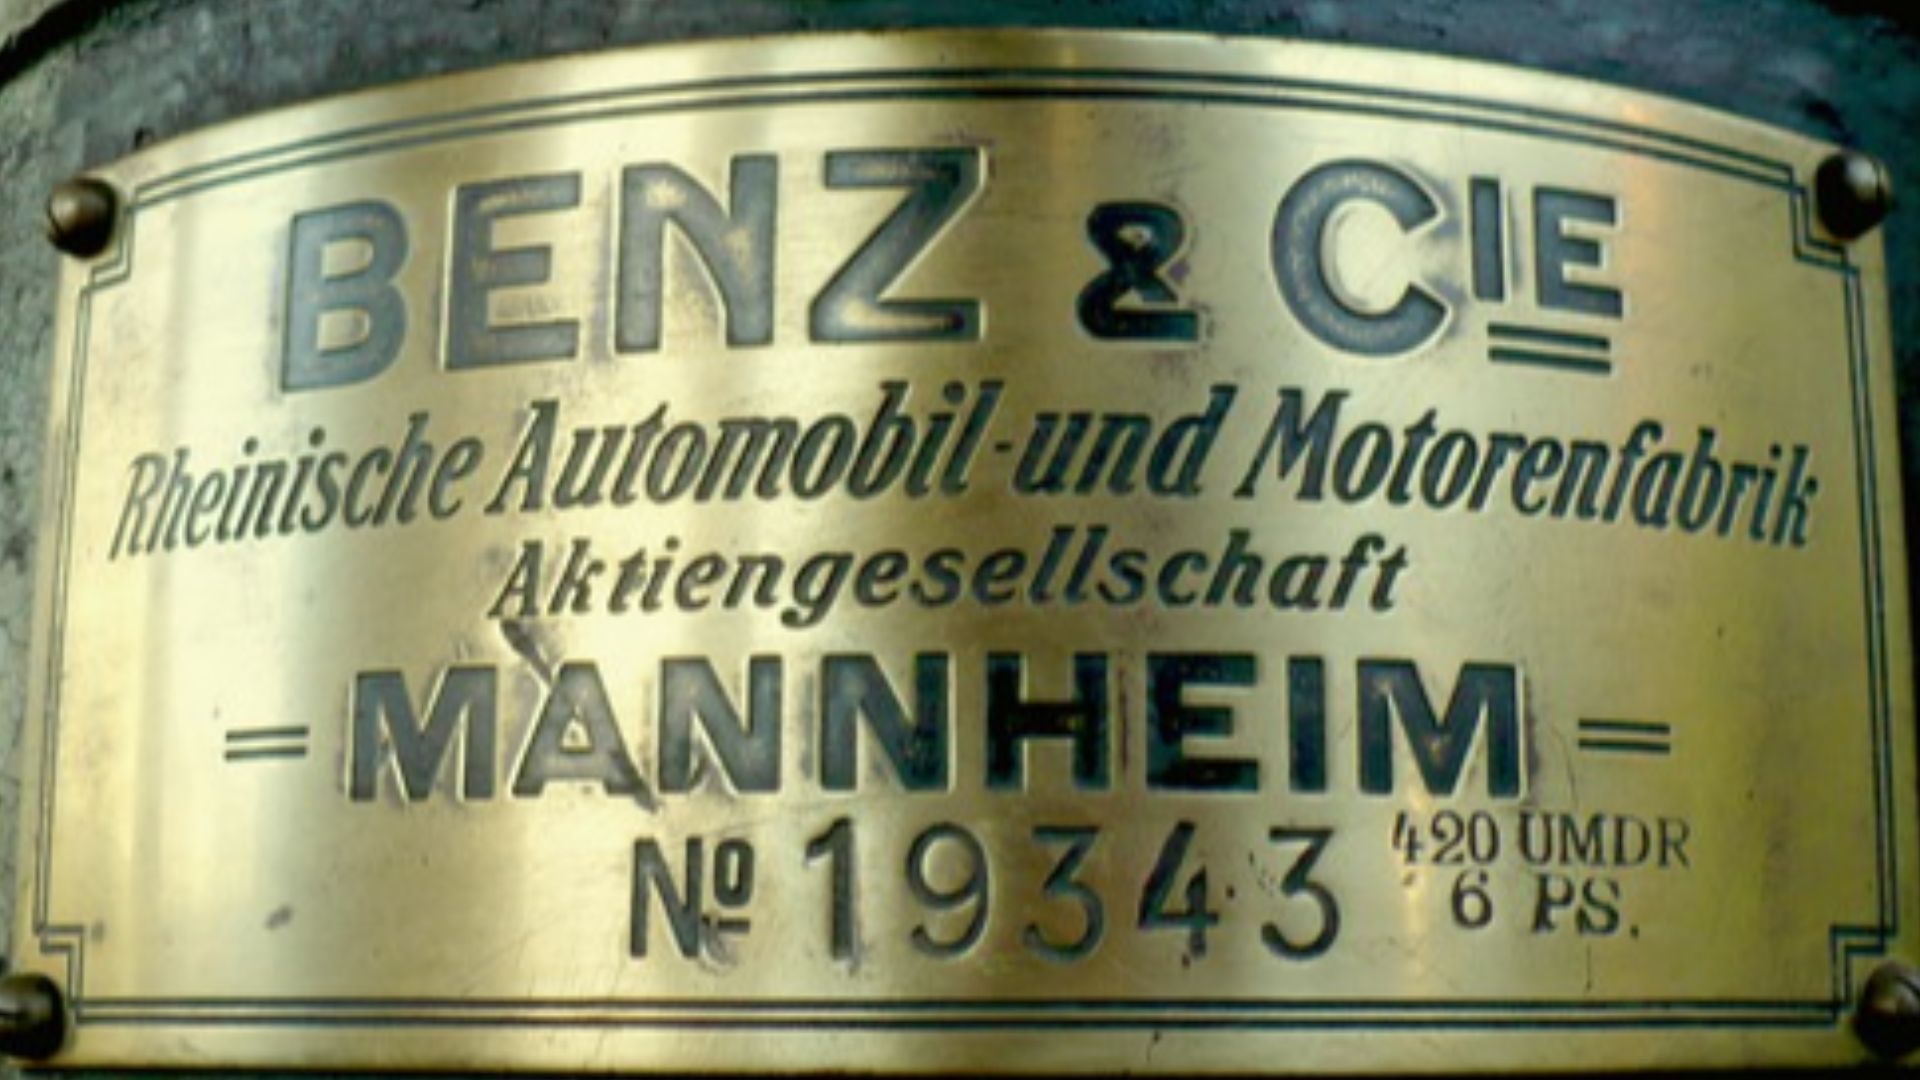 BENZ & CIE
Rheinische Automobil-und Motorenfabrik
Aktiengesellschaft
=MANNHEIM=
No 19343 420 UMDR
6 PS.